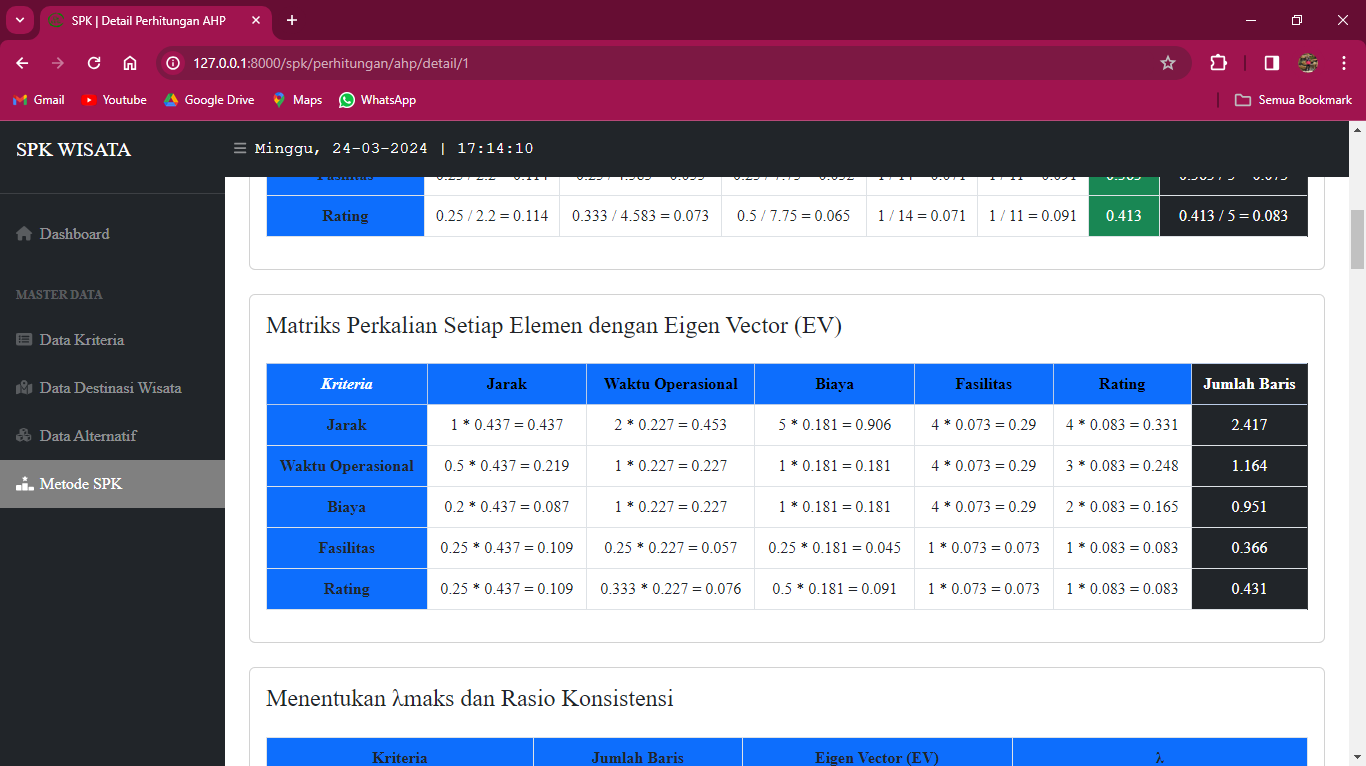 SPK | Detail Perhitungan AHP
127.0.0.1:8000/spk/perhitungan/ahp/detail/1
Gmail Youtube Google Drive Maps WhatsApp Semua Bookmark
SPK WISATA
Minggu, 24-03-2024 | 17:14:10
Dashboard
MASTER DATA
Data Kriteria
Data Destinasi Wisata
Data Alternatif
Metode SPK
Rating 0.25 / 2.2 = 0.114 0.333 / 4.583 = 0.073 0.5 / 7.75 = 0.065 1 / 14 = 0.071 1 / 11 = 0.091 0.413 0.413 / 5 = 0.083
Matriks Perkalian Setiap Elemen dengan Eigen Vector (EV)
Kriteria Jarak Waktu Operasional Biaya Fasilitas Rating Jumlah Baris
Jarak 1 * 0.437 = 0.437 2 * 0.227 = 0.453 5 * 0.181 = 0.906 4 * 0.073 = 0.29 4 * 0.083 = 0.331 2.417
Waktu Operasional 0.5 * 0.437 = 0.219 1 * 0.227 = 0.227 1 * 0.181 = 0.181 4 * 0.073 = 0.29 3 * 0.083 = 0.248 1.164
Biaya 0.2 * 0.437 = 0.087 1 * 0.227 = 0.227 1 * 0.181 = 0.181 4 * 0.073 = 0.29 2 * 0.083 = 0.165 0.951
Fasilitas 0.25 * 0.437 = 0.109 0.25 * 0.227 = 0.057 0.25 * 0.181 = 0.045 1 * 0.073 = 0.073 1 * 0.083 = 0.083 0.366
Rating 0.25 * 0.437 = 0.109 0.333 * 0.227 = 0.076 0.5 * 0.181 = 0.091 1 * 0.073 = 0.073 1 * 0.083 = 0.083 0.431
Menentukan λmaks dan Rasio Konsistensi
Kriteria Jumlah Baris Eigen Vector (EV) λ